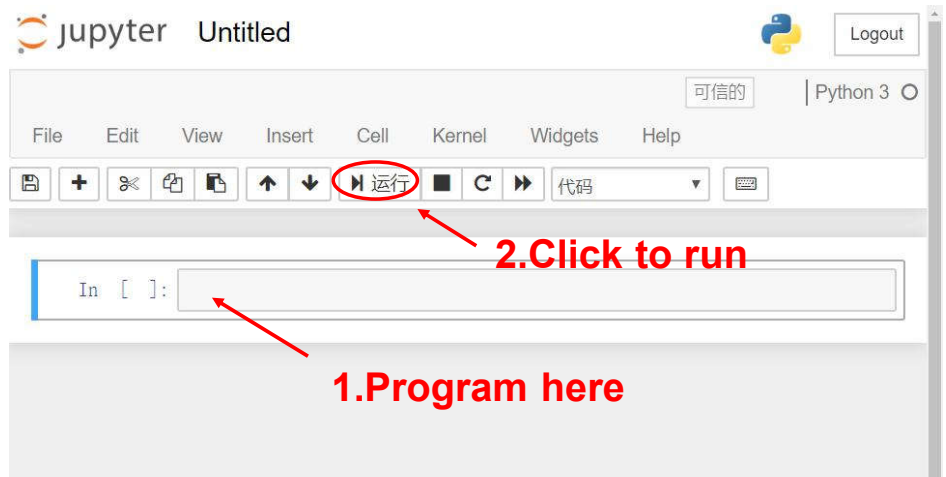 jupyter Untitled Logout
可信的 Python 3
File Edit View Insert Cell Kernel Widgets Help
运行 代码
2.Click to run
In [ ]:
1.Program here